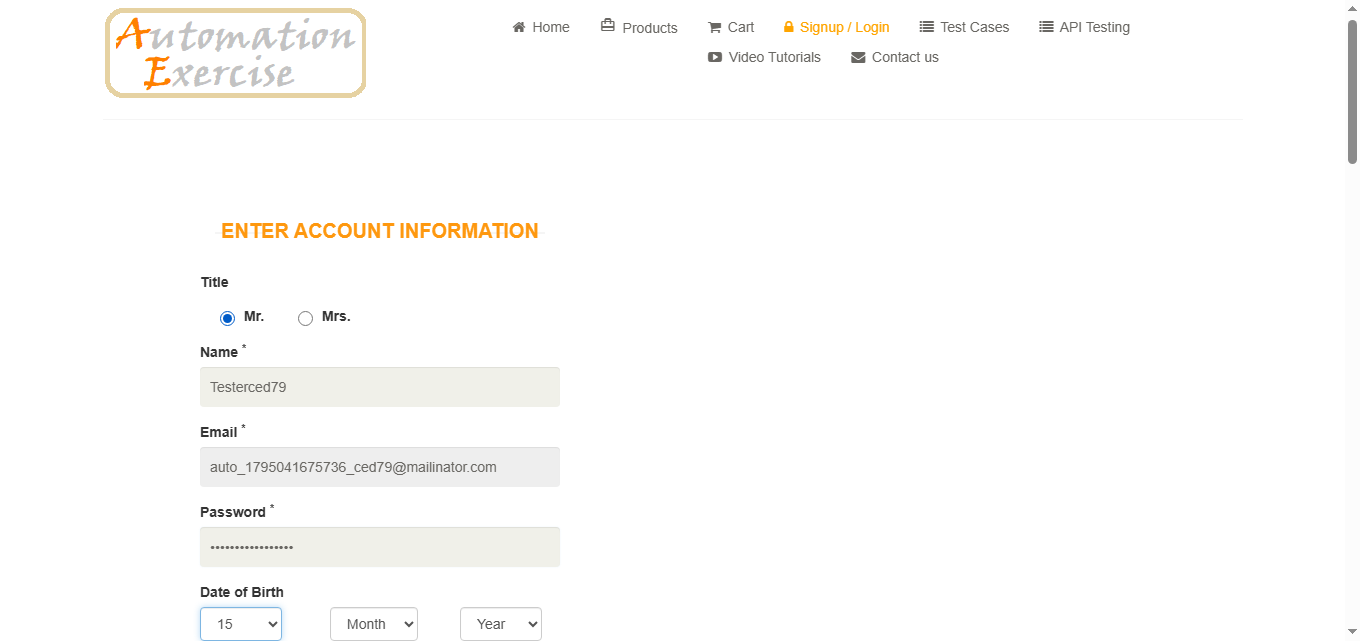 Automation
Exercise
Home Products Cart Signup / Login Test Cases API Testing
Video Tutorials Contact us
ENTER ACCOUNT INFORMATION
Title
Mr. Mrs.
Name *
Testerced79
Email *
auto_1795041675736_ced79@mailinator.com
Password *
•••••••••••••••••
Date of Birth
15 Month Year